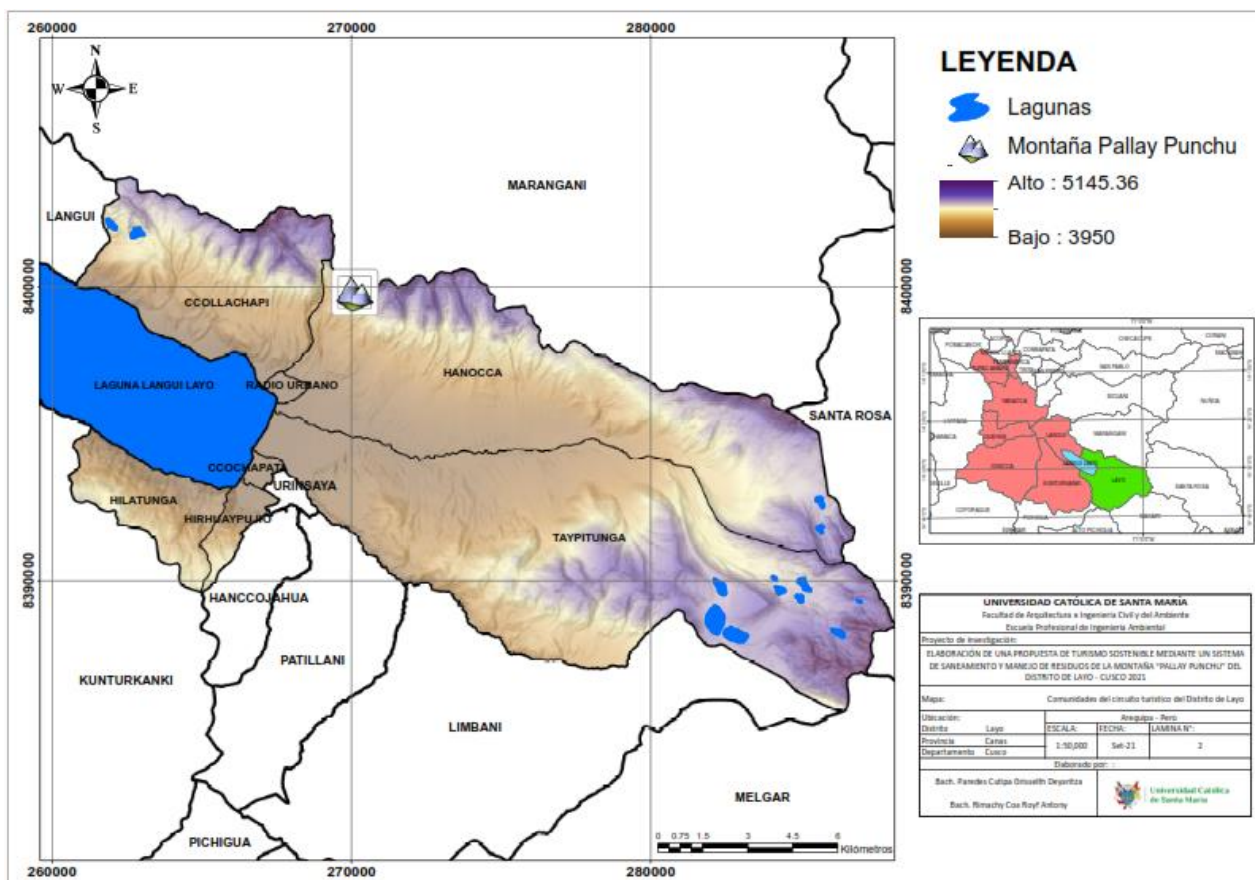 260000
270000
280000
N
W
E
S
8400000
8390000
8400000
8390000
LANGUI
MARANGANI
CCOLLACHAPI
LAGUNA LANGUI LAYO
RADIO URBANO
HANOCCA
SANTA ROSA
CCOCHAPATA
URINSAYA
HILATUNGA
HIRHUAYPUJIO
TAYPITUNGA
HANCCOJAHUA
PATILLANI
KUNTURKANKI
LIMBANI
MELGAR
PICHIGUA
0 0.75 1.5 3 4.5 6
Kilómetros
260000
270000
280000
LEYENDA
Lagunas
Montaña Pallay Punchu
Alto : 5145.36
Bajo : 3950
MARANGANI
LAYO
SANTA ROSA
UNIVERSIDAD CATÓLICA DE SANTA MARÍA
Facultad de Arquitectura e Ingeniería Civil y del Ambiente
Escuela Profesional de Ingeniería Ambiental
Proyecto de investigación:
ELABORACIÓN DE UNA PROPUESTA DE TURISMO SOSTENIBLE MEDIANTE UN SISTEMA
DE SANEAMIENTO Y MANEJO DE RESIDUOS DE LA MONTAÑA "PALLAY PUNCHU" DEL
DISTRITO DE LAYO - CUSCO 2021
Mapa: Comunidades del circuito turístico del Distrito de Layo
Ubicación: Arequipa - Perú
Distrito Layo ESCALA: FECHA: LAMINA N°:
Provincia Canas 1:50,000 Set-21 2
Departamento Cusco
Elaborado por: :
Bach. Paredes Cutipa Grisselth Deyanitza
Bach. Rimachy Coa Royf Antony
Universidad Católica
de Santa María